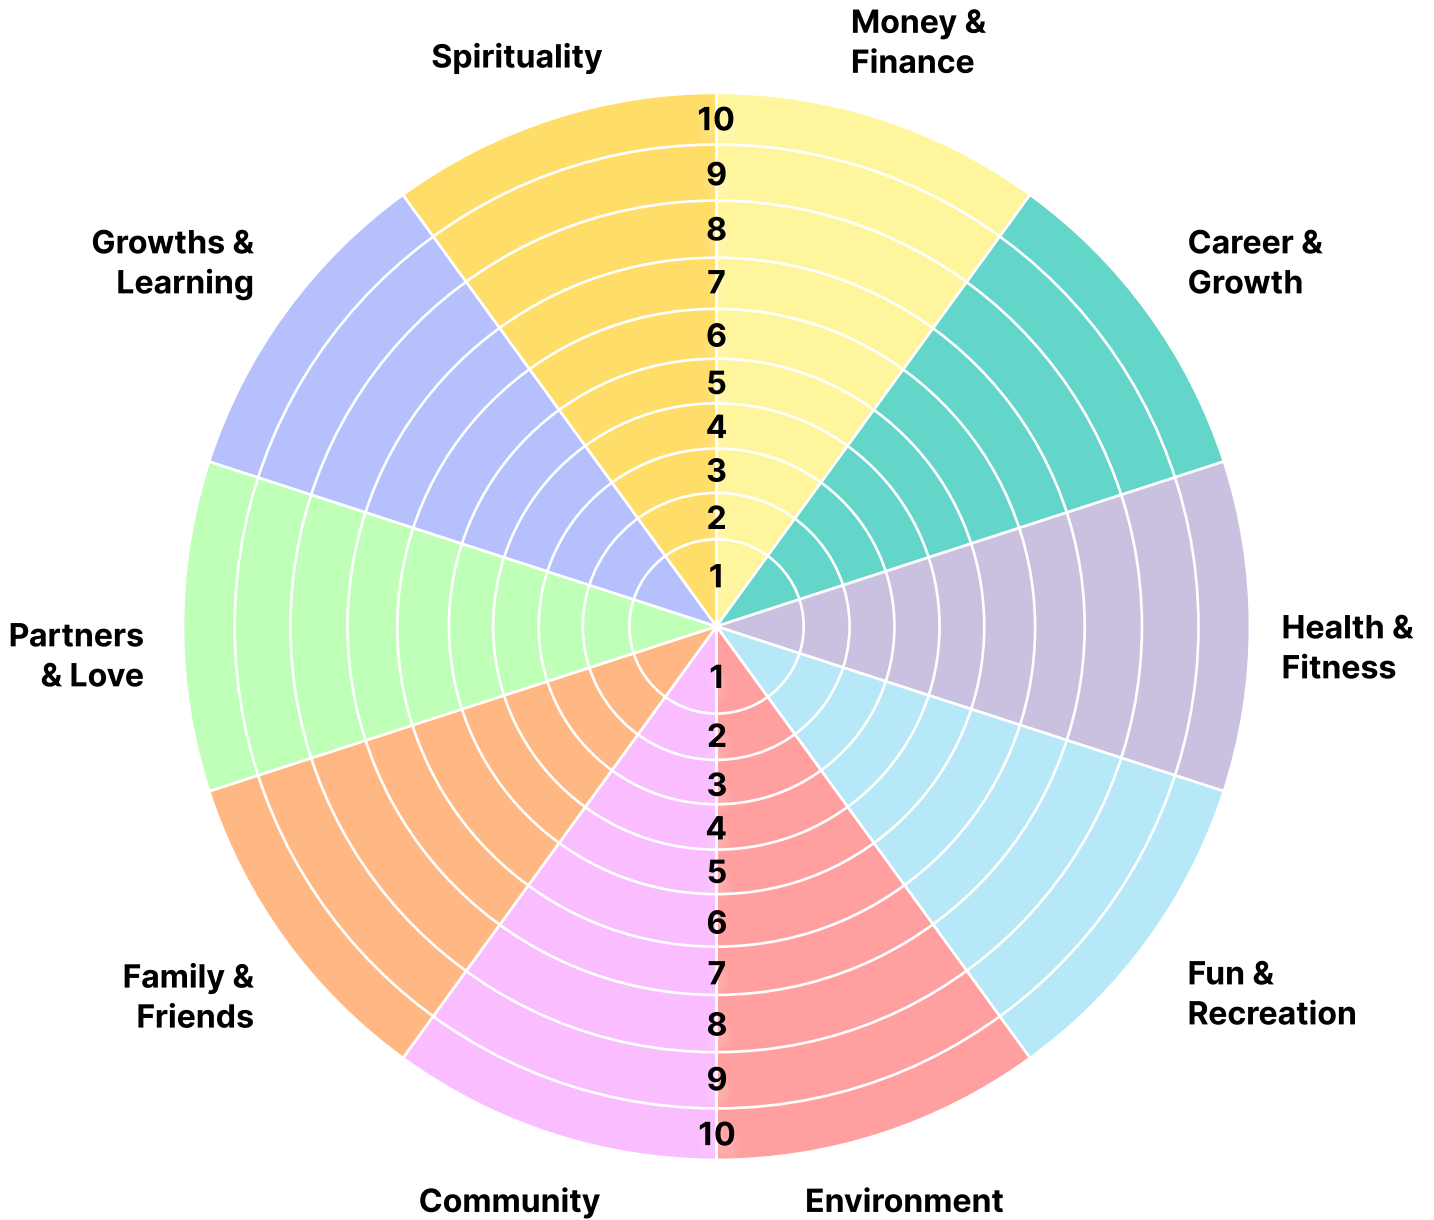 Money &
Finance
Spirituality
Career &
Growth
Growths &
Learning
10
9
8
7
6
5
4
3
2
1
Health &
Fitness
Partners
& Love
1
2
3
4
5
6
7
8
9
10
Fun &
Recreation
Family &
Friends
Community
Environment